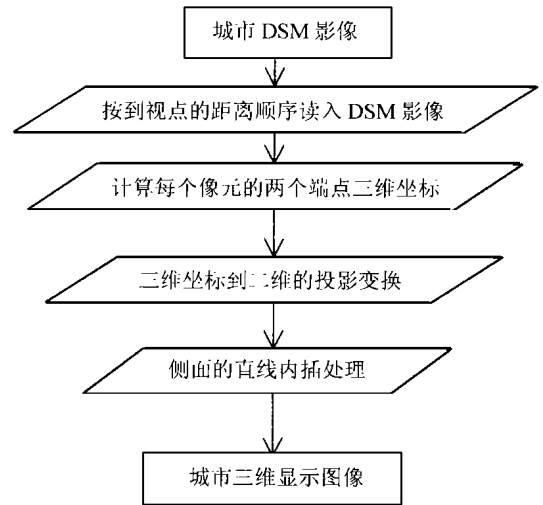 城市 DSM 影像
按到视点的距离顺序读入 DSM 影像
计算每个像元的两个端点三维坐标
三维坐标到二维的投影变换
侧面的直线内插处理
城市三维显示图像